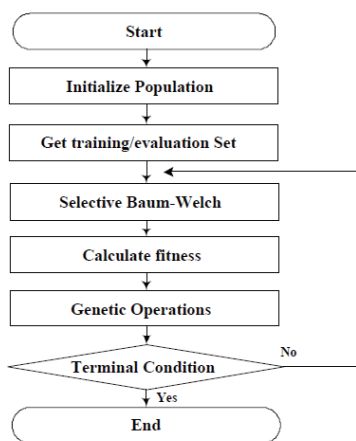 Start
Initialize Population
Get training/evaluation Set
Selective Baum-Welch
Calculate fitness
Genetic Operations
Terminal Condition
No
Yes
End